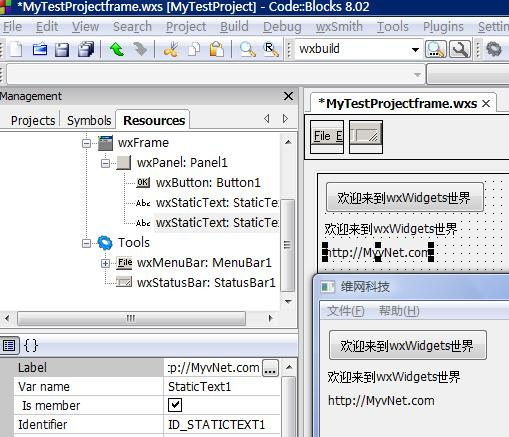 *MyTestProjectframe.wxs [MyTestProject] - Code::Blocks 8.02
File Edit View Search Project Build Debug wxSmith Tools Plugins Settings
wxbuild
Management
Projects Symbols Resources
wxFrame
wxPanel: Panel1
OK wxButton: Button1
Abc wxStaticText: StaticTe
Abc wxStaticText: StaticTe
Tools
File wxMenuBar: MenuBar1
wxStatusBar: StatusBar1
{}
Label :p://MyvNet.com ...
Var name StaticText1
Is member
Identifier ID_STATICTEXT1
*MyTestProjectframe.wxs
File E
欢迎来到wxWidgets世界
欢迎来到wxWidgets世界
http://MyvNet.com
维网科技
文件(F) 帮助(H)
欢迎来到wxWidgets世界
欢迎来到wxWidgets世界
http://MyvNet.com